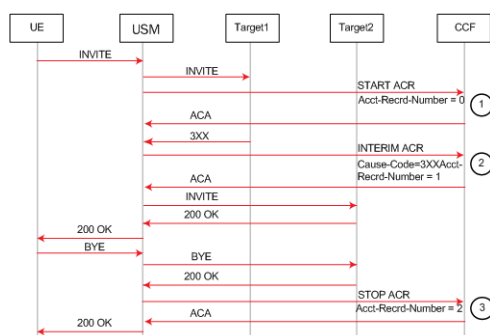 UE USM Target1 Target2 CCF
INVITE
INVITE
START ACR
Acct-Recrd-Number = 0
1
ACA
3XX
INTERIM ACR
2
Cause-Code=3XXAcct-
Recrd-Number = 1
ACA
INVITE
200 OK
200 OK
BYE
BYE
200 OK
STOP ACR
Acct-Recrd-Number = 2
3
ACA
200 OK